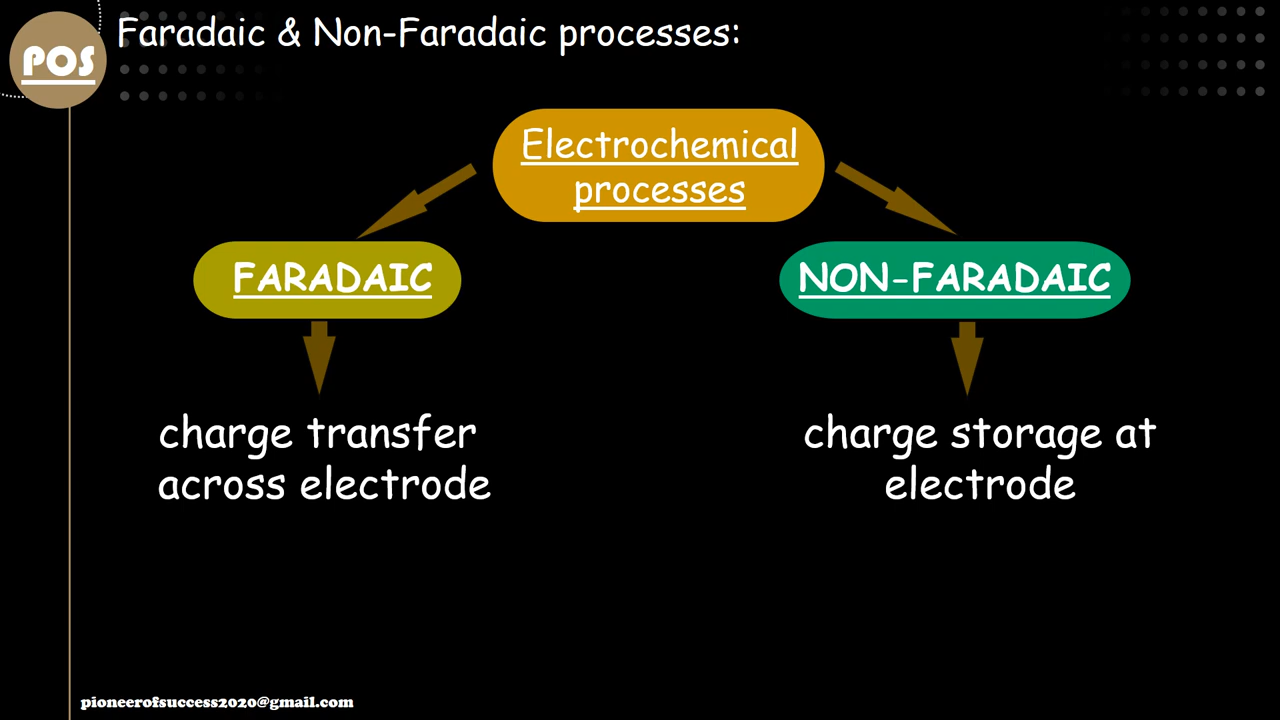 POS
Faradaic & Non-Faradaic processes:
Electrochemical
processes
FARADAIC
NON-FARADAIC
charge transfer
across electrode
charge storage at
electrode
pioneerofsuccess2020@gmail.com